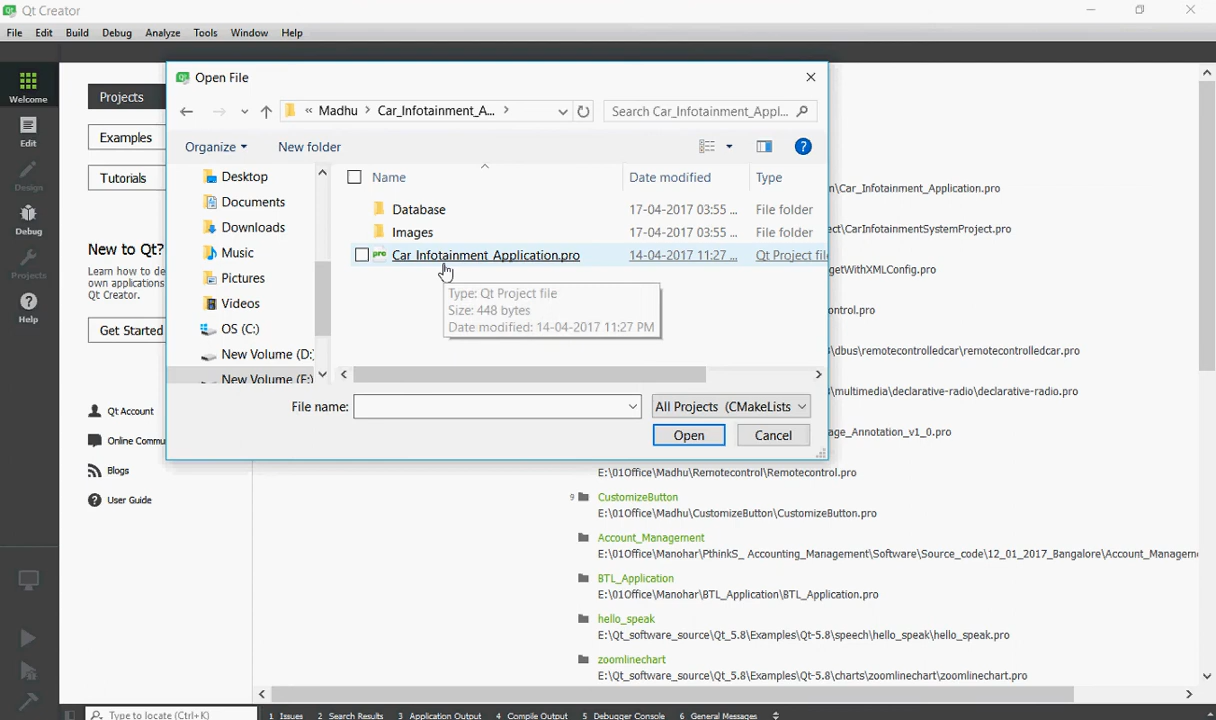 Qt Creator
File Edit Build Debug Analyze Tools Window Help
Welcome
Edit
Design
Debug
Projects
Help
Projects
Examples
Tutorials
New to Qt?
Learn how to de
own applications
Qt Creator.
Get Started
Qt Account
Online Commu
Blogs
User Guide
Open File
« Madhu > Car_Infotainment_A... >
Search Car_Infotainment_Appl...
Organize
New folder
Desktop
Documents
Downloads
Music
Pictures
Videos
OS (C:)
New Volume (D:
New Volume (E:)
Name Date modified Type
Database 17-04-2017 03:55 ... File folder
Images 17-04-2017 03:55 ... File folder
Car Infotainment Application.pro 14-04-2017 11:27 ... Qt Project file
Type: Qt Project file
Size: 448 bytes
Date modified: 14-04-2017 11:27 PM
File name:
All Projects (CMakeLists
Open
Cancel
n\Car_Infotainment_Application.pro
ect\CarInfotainmentSystemProject.pro
getWithXMLConfig.pro
ontrol.pro
\dbus\remotecontrolledcar\remotecontrolledcar.pro
\multimedia\declarative-radio\declarative-radio.pro
age_Annotation_v1_0.pro
E:\01Office\Madhu\Remotecontrol\Remotecontrol.pro
9 CustomizeButton
E:\01Office\Madhu\CustomizeButton\CustomizeButton.pro
Account_Management
E:\01Office\Manohar\PthinkS_ Accounting_Management\Software\Source_code\12_01_2017_Bangalore\Account_Managem
BTL_Application
E:\01Office\Manohar\BTL_Application\BTL_Application.pro
hello_speak
E:\Qt_software_source\Qt_5.8\Examples\Qt-5.8\speech\hello_speak\hello_speak.pro
zoomlinechart
E:\Qt_software_source\Qt_5.8\Examples\Qt-5.8\charts\zoomlinechart\zoomlinechart.pro
Type to locate (Ctrl+K)
1 Issues 2 Search Results 3 Application Output 4 Compile Output 5 Debugger Console 6 General Messages